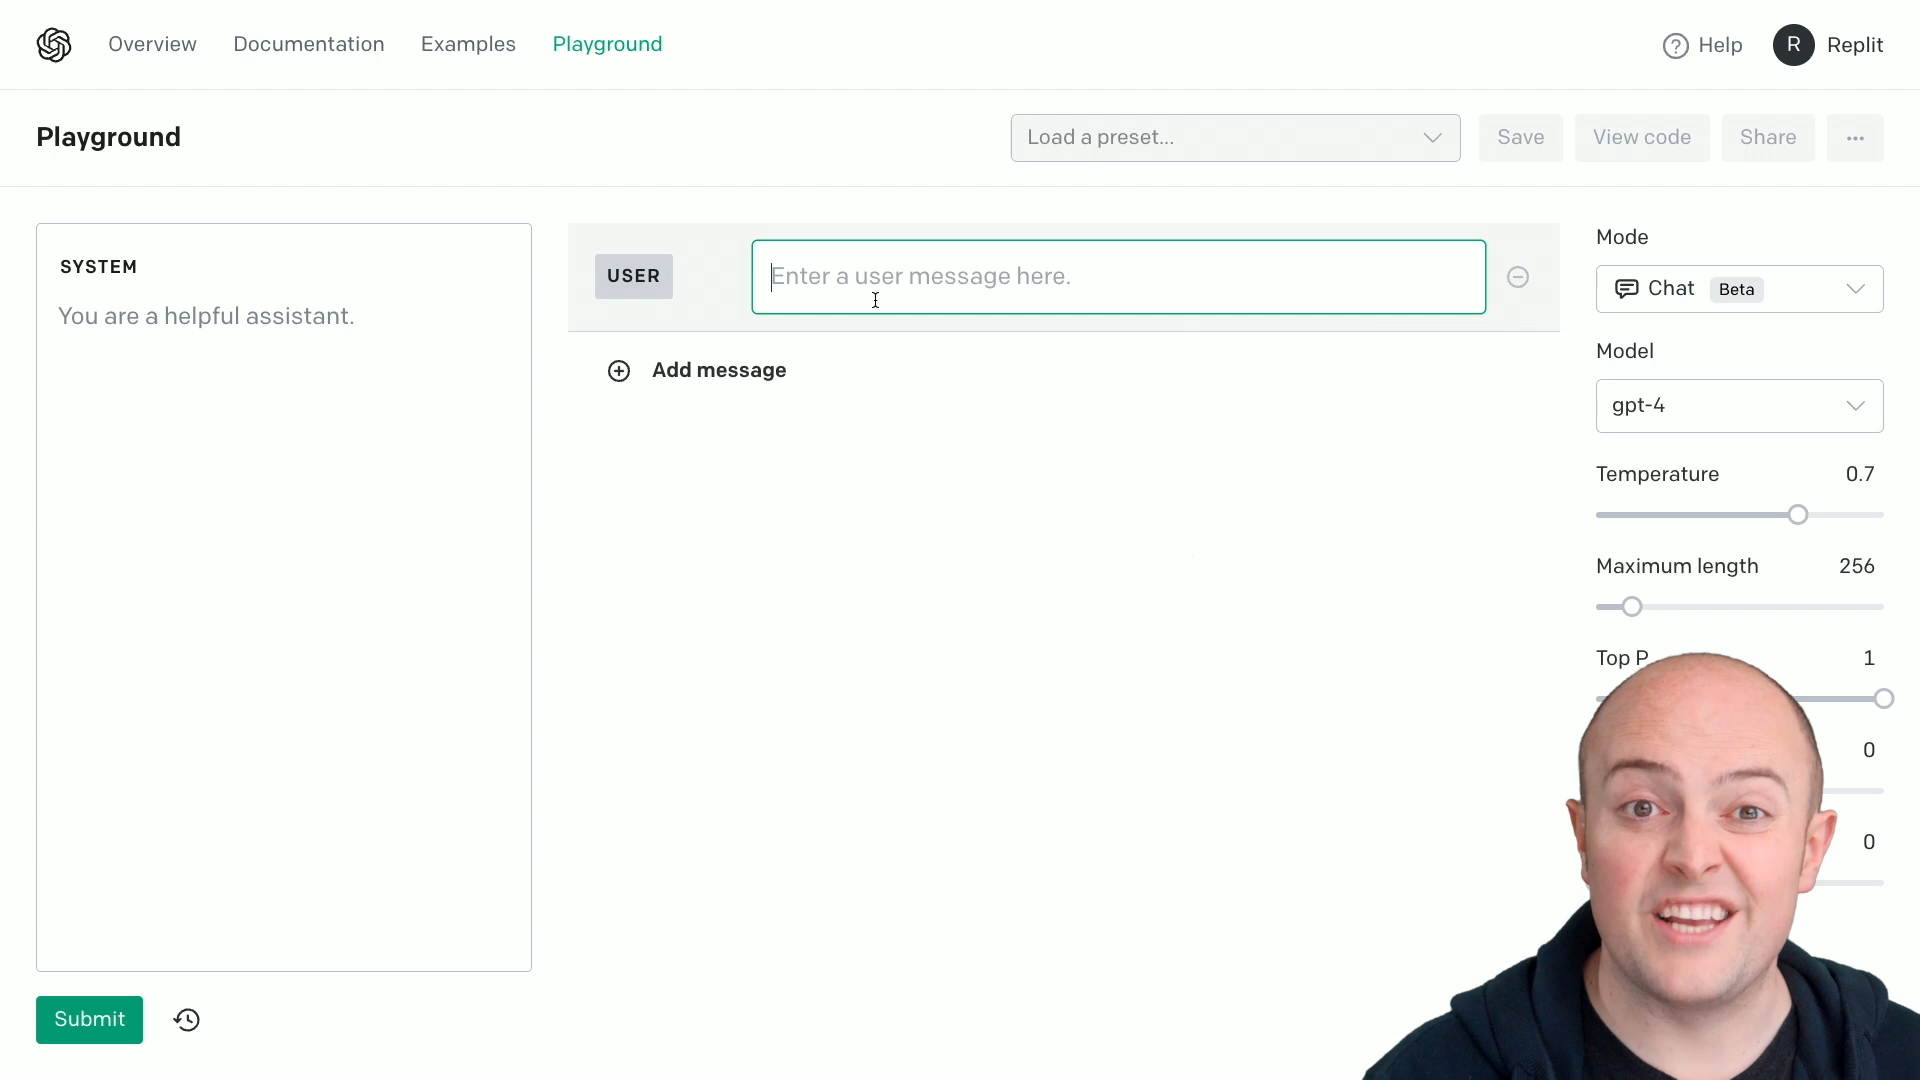 Overview Documentation Examples Playground Help R Replit
Playground Load a preset... Save View code Share ...
SYSTEM
You are a helpful assistant.
USER Enter a user message here.
Add message
Mode
Chat Beta
Model
gpt-4
Temperature 0.7
Maximum length 256
Top P 1
0
0
Submit